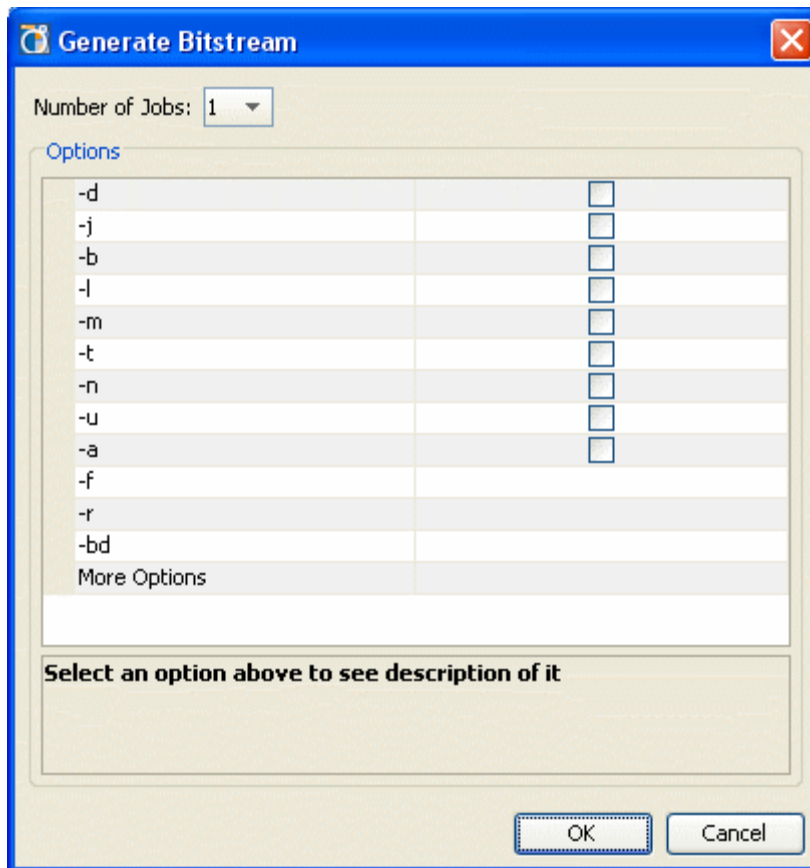 Generate Bitstream
Number of Jobs: 1
Options
-d
-j
-b
-l
-m
-t
-n
-u
-a
-f
-r
-bd
More Options
Select an option above to see description of it
OK Cancel